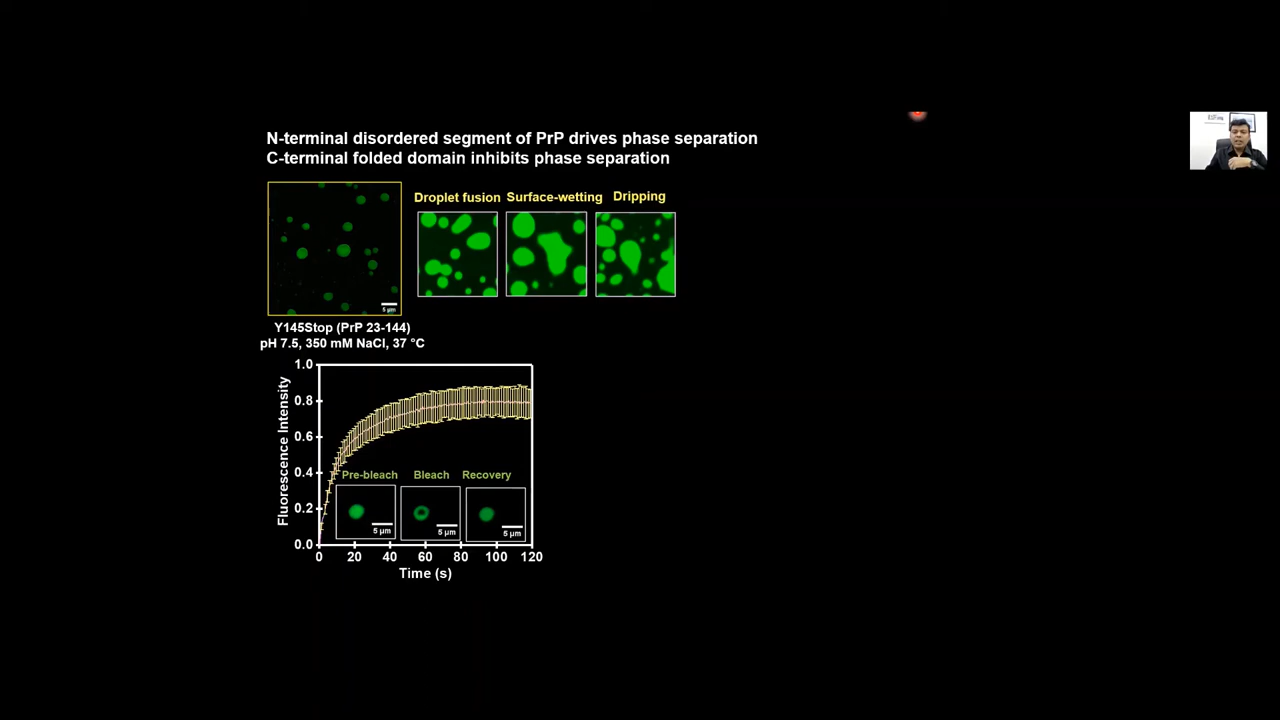 N-terminal disordered segment of PrP drives phase separation
C-terminal folded domain inhibits phase separation
Droplet fusion Surface-wetting Dripping
5 µm
Y145Stop (PrP 23-144)
pH 7.5, 350 mM NaCl, 37 °C
Fluorescence Intensity
1.0
0.8
0.6
0.4
0.2
0.0
Pre-bleach Bleach Recovery
5 µm 5 µm 5 µm
0 20 40 60 80 100 120
Time (s)